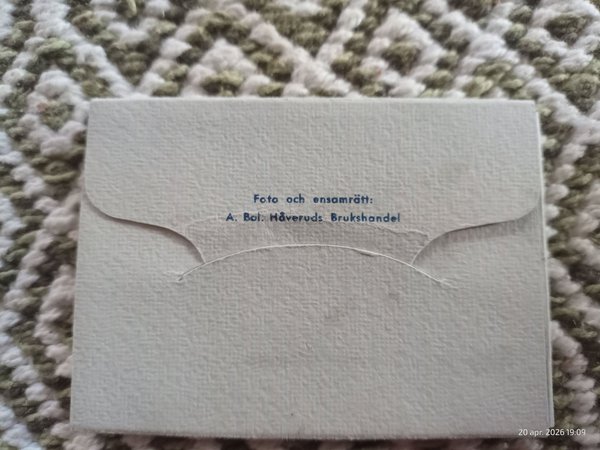 Foto och ensamrätt:
A. Bol. Håveruds Brukshandel
20 apr. 2026 19:09